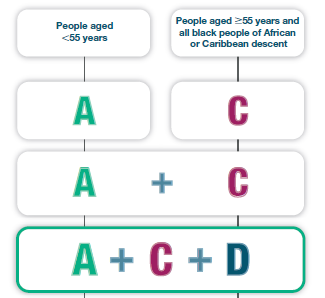 People aged
<55 years
People aged ≥55 years and
all black people of African
or Caribbean descent
A
C
A + C
A + C + D